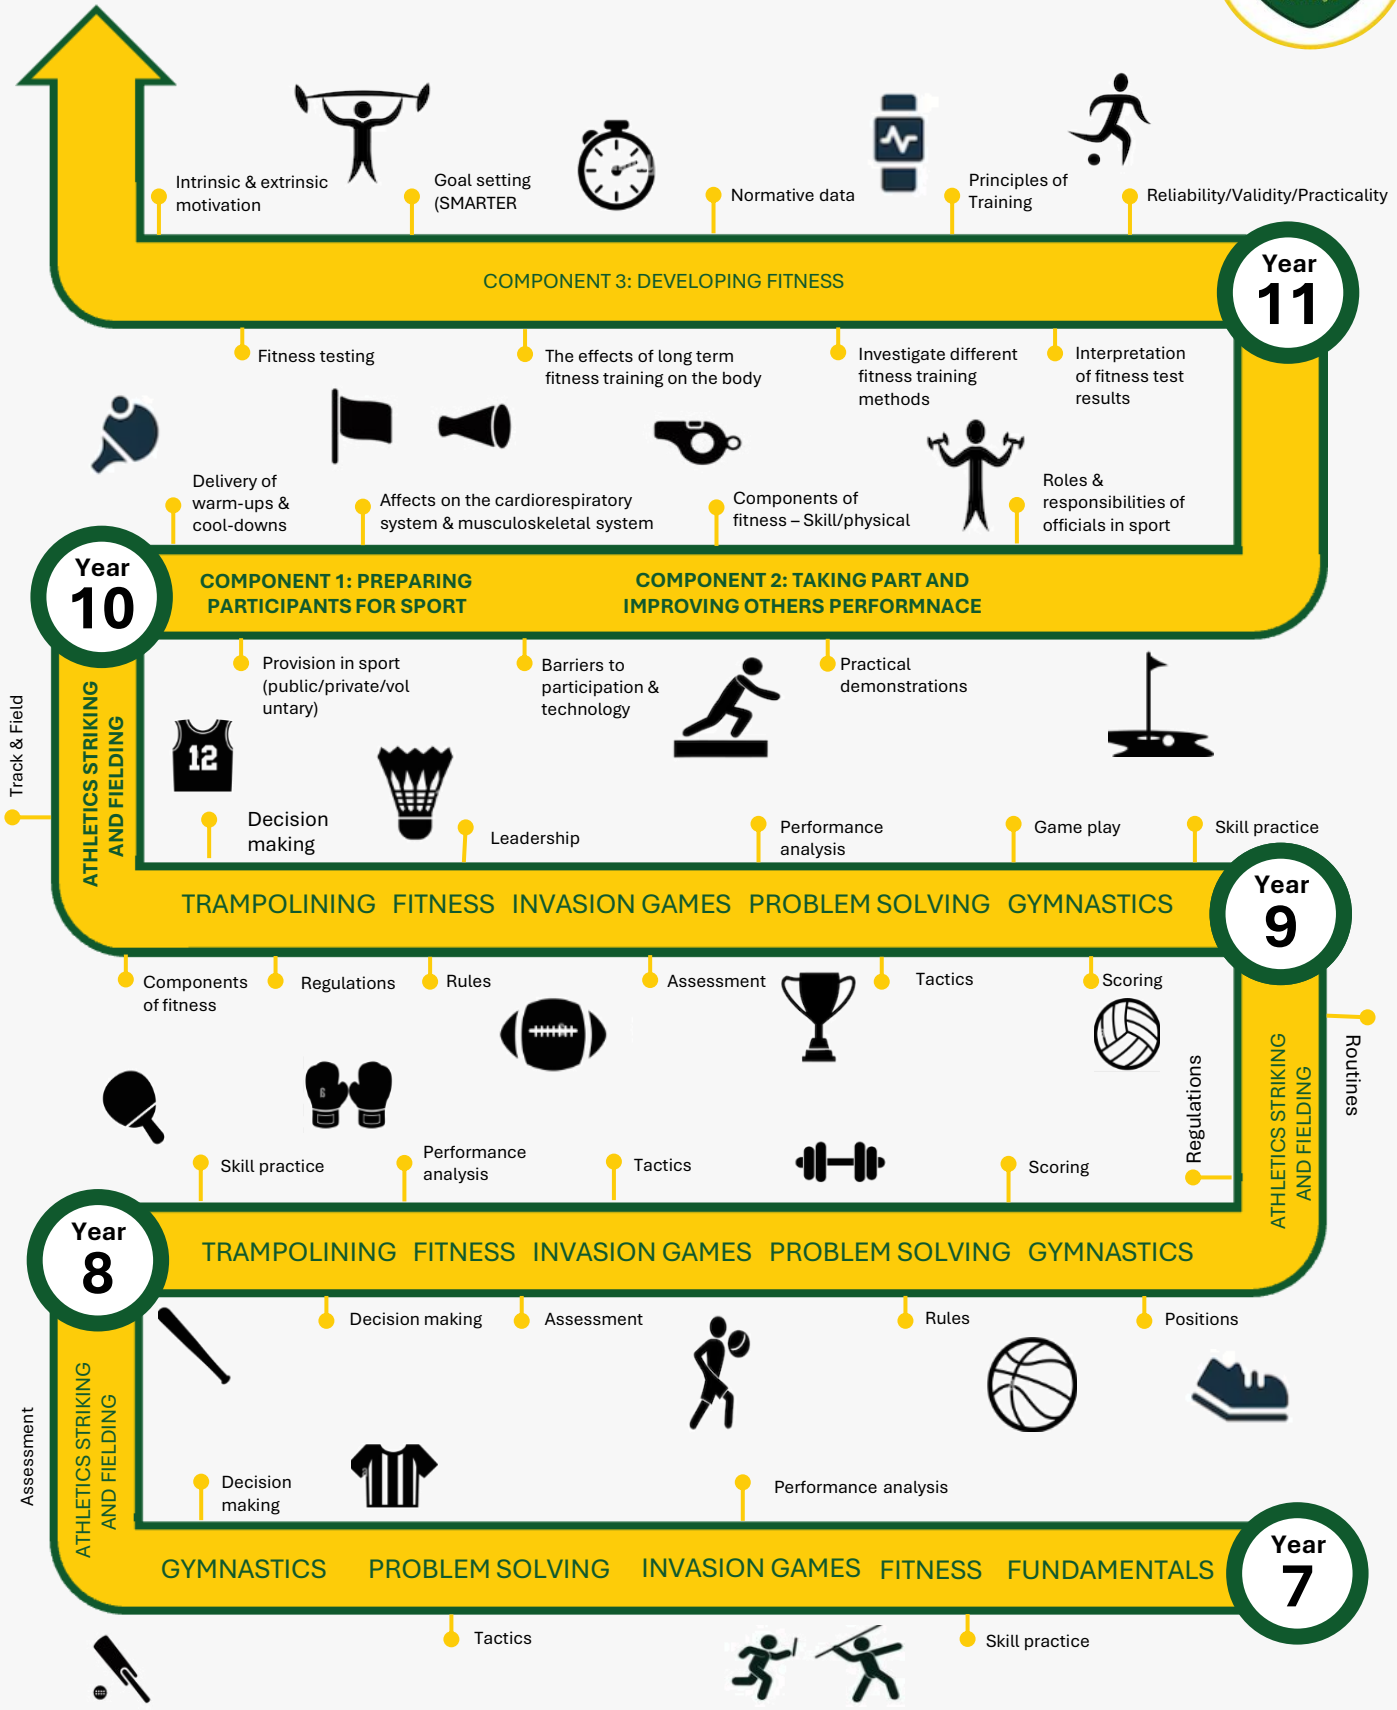 Intrinsic & extrinsic
motivation
Goal setting
(SMARTER
Normative data
Principles of
Training
Reliability/Validity/Practicality
COMPONENT 3: DEVELOPING FITNESS
Year
11
Fitness testing
The effects of long term
fitness training on the body
Investigate different
fitness training
methods
Interpretation
of fitness test
results
Delivery of
warm-ups &
cool-downs
Affects on the cardiorespiratory
system & musculoskeletal system
Components of
fitness – Skill/physical
Roles &
responsibilities of
officials in sport
Year
10
COMPONENT 1: PREPARING
PARTICIPANTS FOR SPORT
COMPONENT 2: TAKING PART AND
IMPROVING OTHERS PERFORMNACE
Provision in sport
(public/private/vol
untary)
Barriers to
participation &
technology
Practical
demonstrations
Track & Field
ATHLETICS STRIKING
AND FIELDING
12
Decision
making
Leadership
Performance
analysis
Game play
Skill practice
TRAMPOLINING FITNESS INVASION GAMES PROBLEM SOLVING GYMNASTICS
Year
9
Components
of fitness
Regulations
Rules
Assessment
Tactics
Scoring
Routines
ATHLETICS STRIKING
AND FIELDING
Regulations
Skill practice
Performance
analysis
Tactics
Scoring
Year
8
TRAMPOLINING FITNESS INVASION GAMES PROBLEM SOLVING GYMNASTICS
Decision making
Assessment
Rules
Positions
Assessment
ATHLETICS STRIKING
AND FIELDING
Decision
making
Performance analysis
GYMNASTICS PROBLEM SOLVING INVASION GAMES FITNESS FUNDAMENTALS
Year
7
Tactics
Skill practice